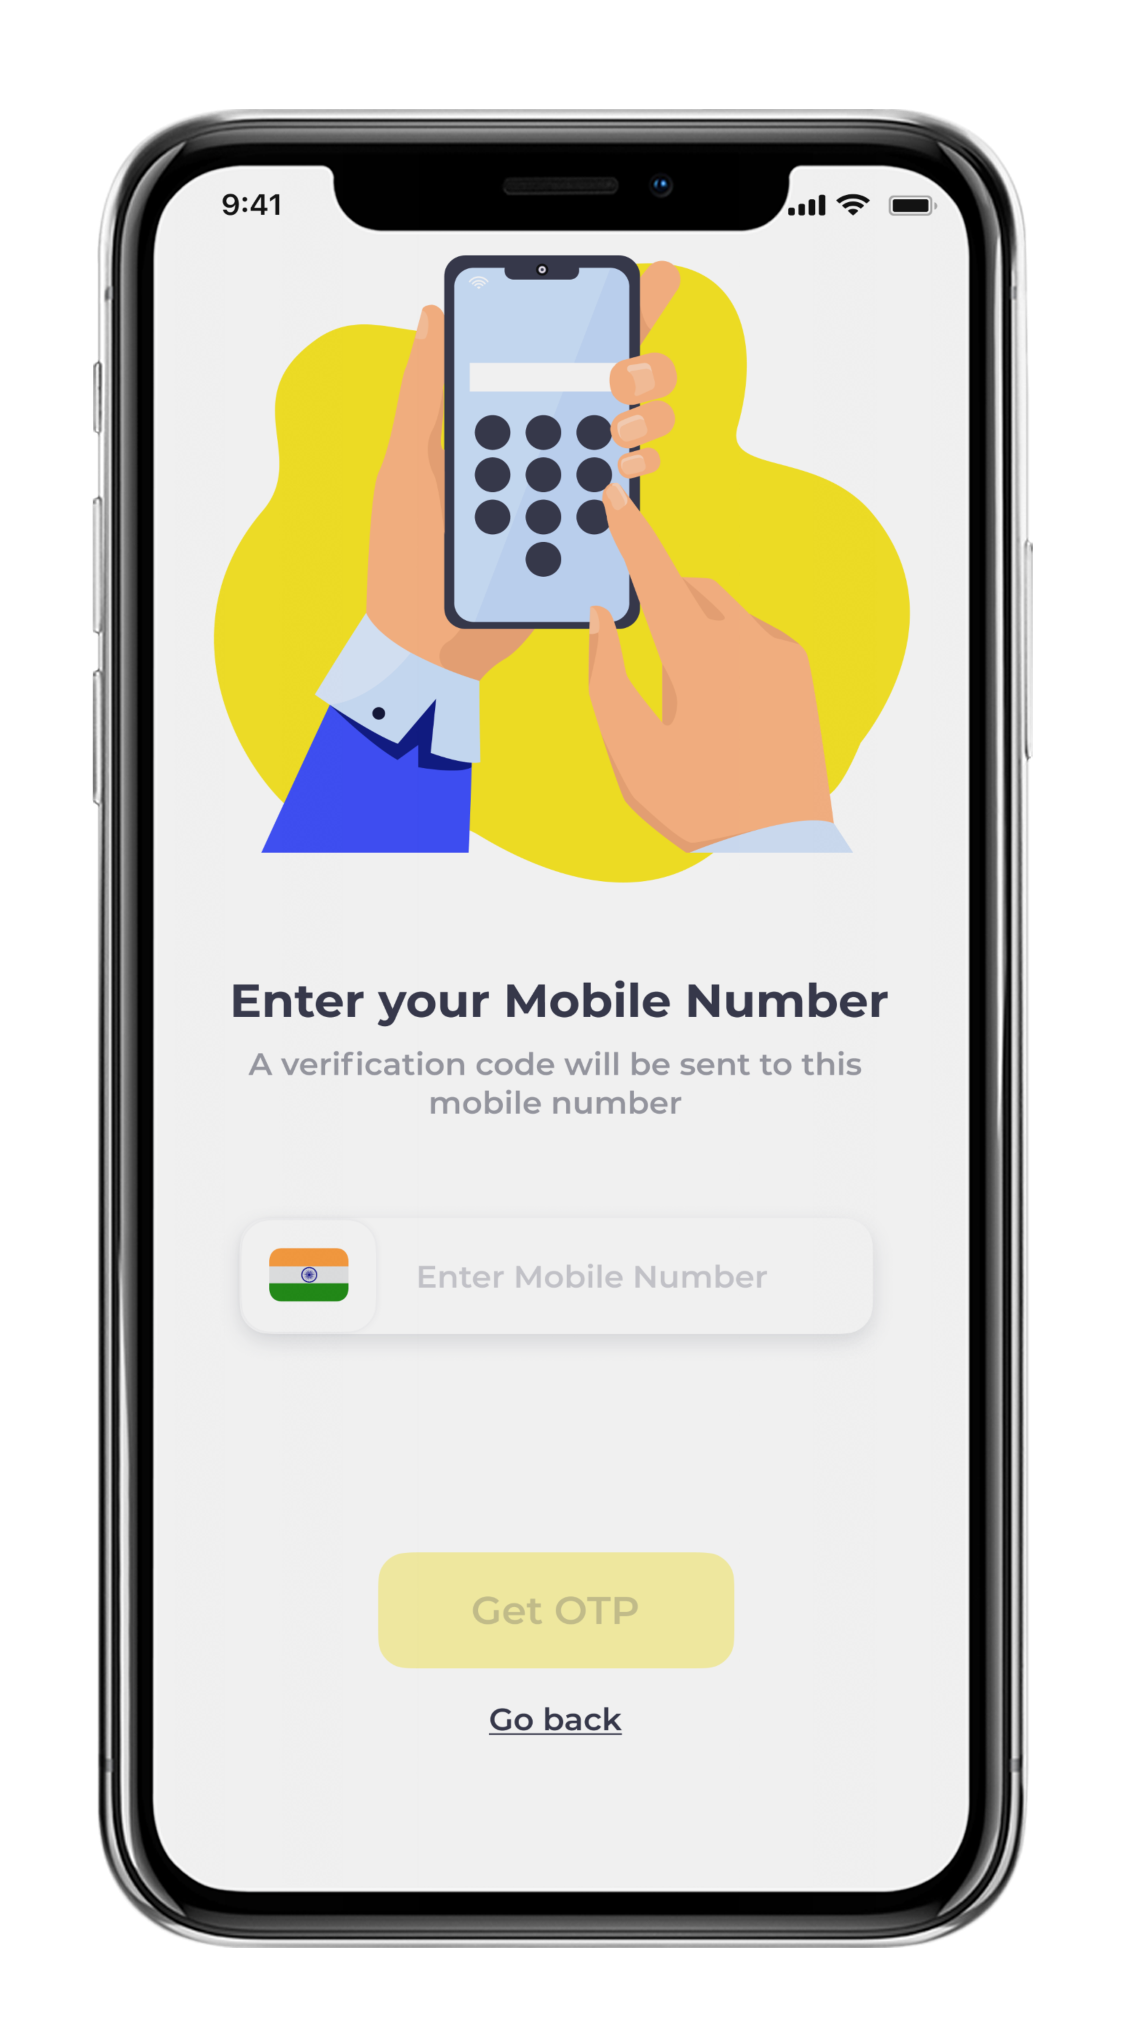 9:41
Enter your Mobile Number
A verification code will be sent to this
mobile number
Enter Mobile Number
Get OTP
Go back